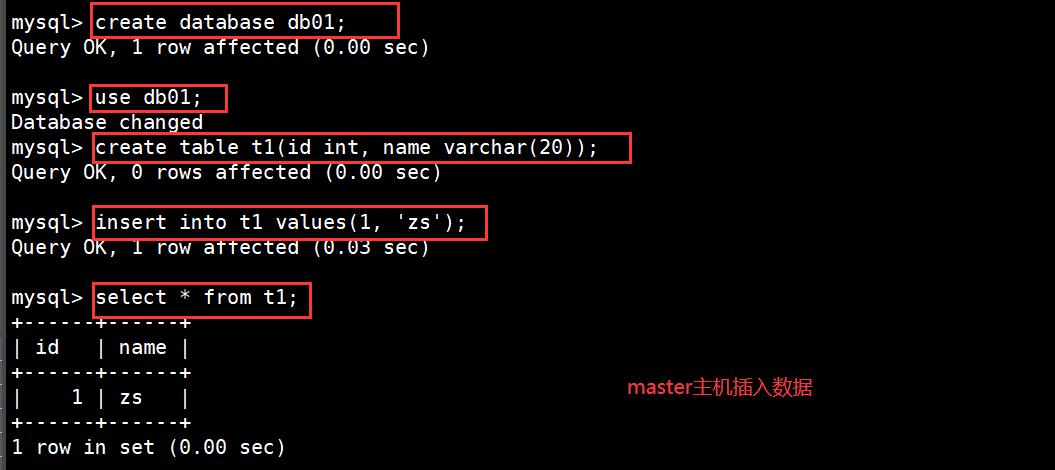 mysql> create database db01;
Query OK, 1 row affected (0.00 sec)
mysql> use db01;
Database changed
mysql> create table t1(id int, name varchar(20));
Query OK, 0 rows affected (0.00 sec)
mysql> insert into t1 values(1, 'zs');
Query OK, 1 row affected (0.03 sec)
mysql> select * from t1;
+------+------+
| id   | name |
+------+------+
|    1 | zs   |
+------+------+
1 row in set (0.00 sec)
master主机插入数据